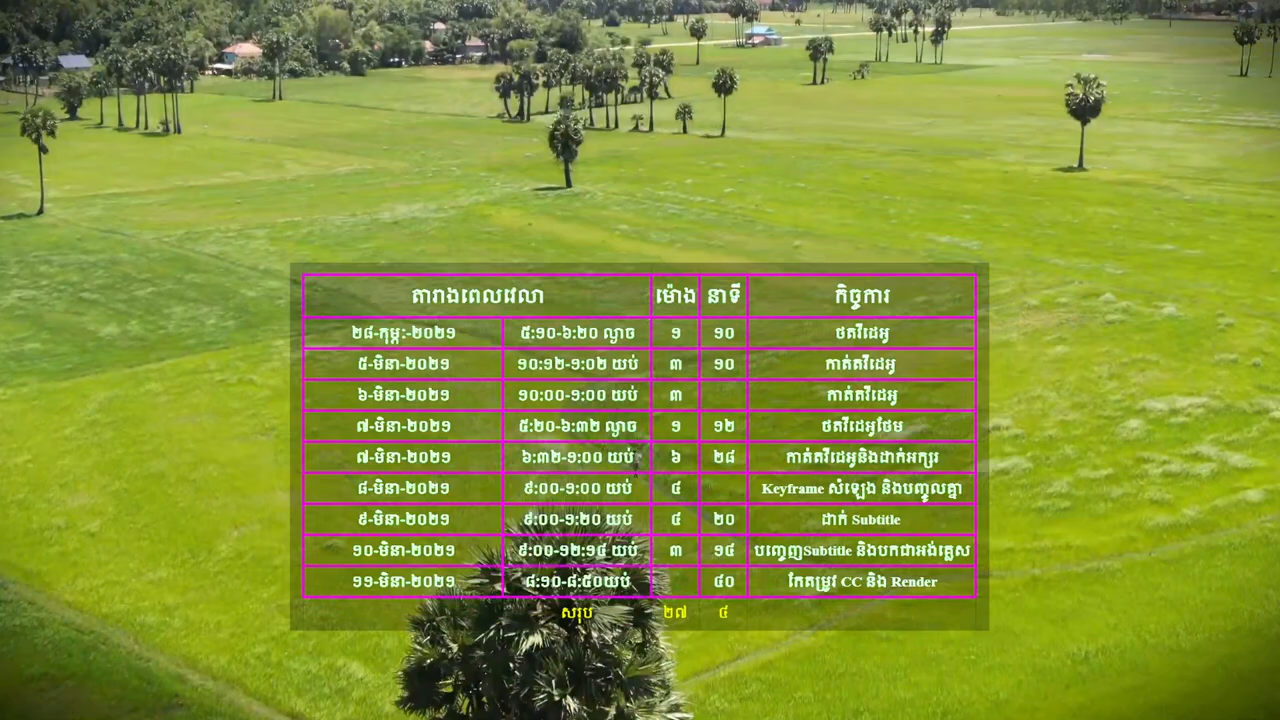 តារាងពេលវេលា ម៉ោង នាទី កិច្ចការ
២៨-កុម្ភ:-២០២១ ៥:១០-៦:២០ ល្ងាច ១ ១០ ថតវីដេអូ
៥-មិនា-២០២១ ១០:១២-១:០២ យប់ ៣ ១០ កាត់តវីដេអូ
៦-មិនា-២០២១ ១០:០០-១:០០ យប់ ៣ កាត់តវីដេអូ
៧-មិនា-២០២១ ៥:២០-៦:៣២ ល្ងាច ១ ១២ ថតវីដេអូថែម
៧-មិនា-២០២១ ៦:៣២-១:០០ យប់ ៦ ២៨ កាត់តវីដេអូនិងដាក់អក្សរ
៨-មិនា-២០២១ ៩:០០-១:០០ យប់ ៤ Keyframe សំឡេង និងបញ្ចូលគ្នា
៩-មិនា-២០២១ ៩:០០-១:២០ យប់ ៤ ២០ ដាក់ Subtitle
១០-មិនា-២០២១ ៩:០០-១២:១៤ យប់ ៣ ១៤ បញ្ចេញSubtitle និងបកជាអង់គ្លេស
១១-មិនា-២០២១ ៨:១០-៨:៥០យប់ ៤០ កែតម្រូវ CC និង Render
សរុប ២៧ ៤